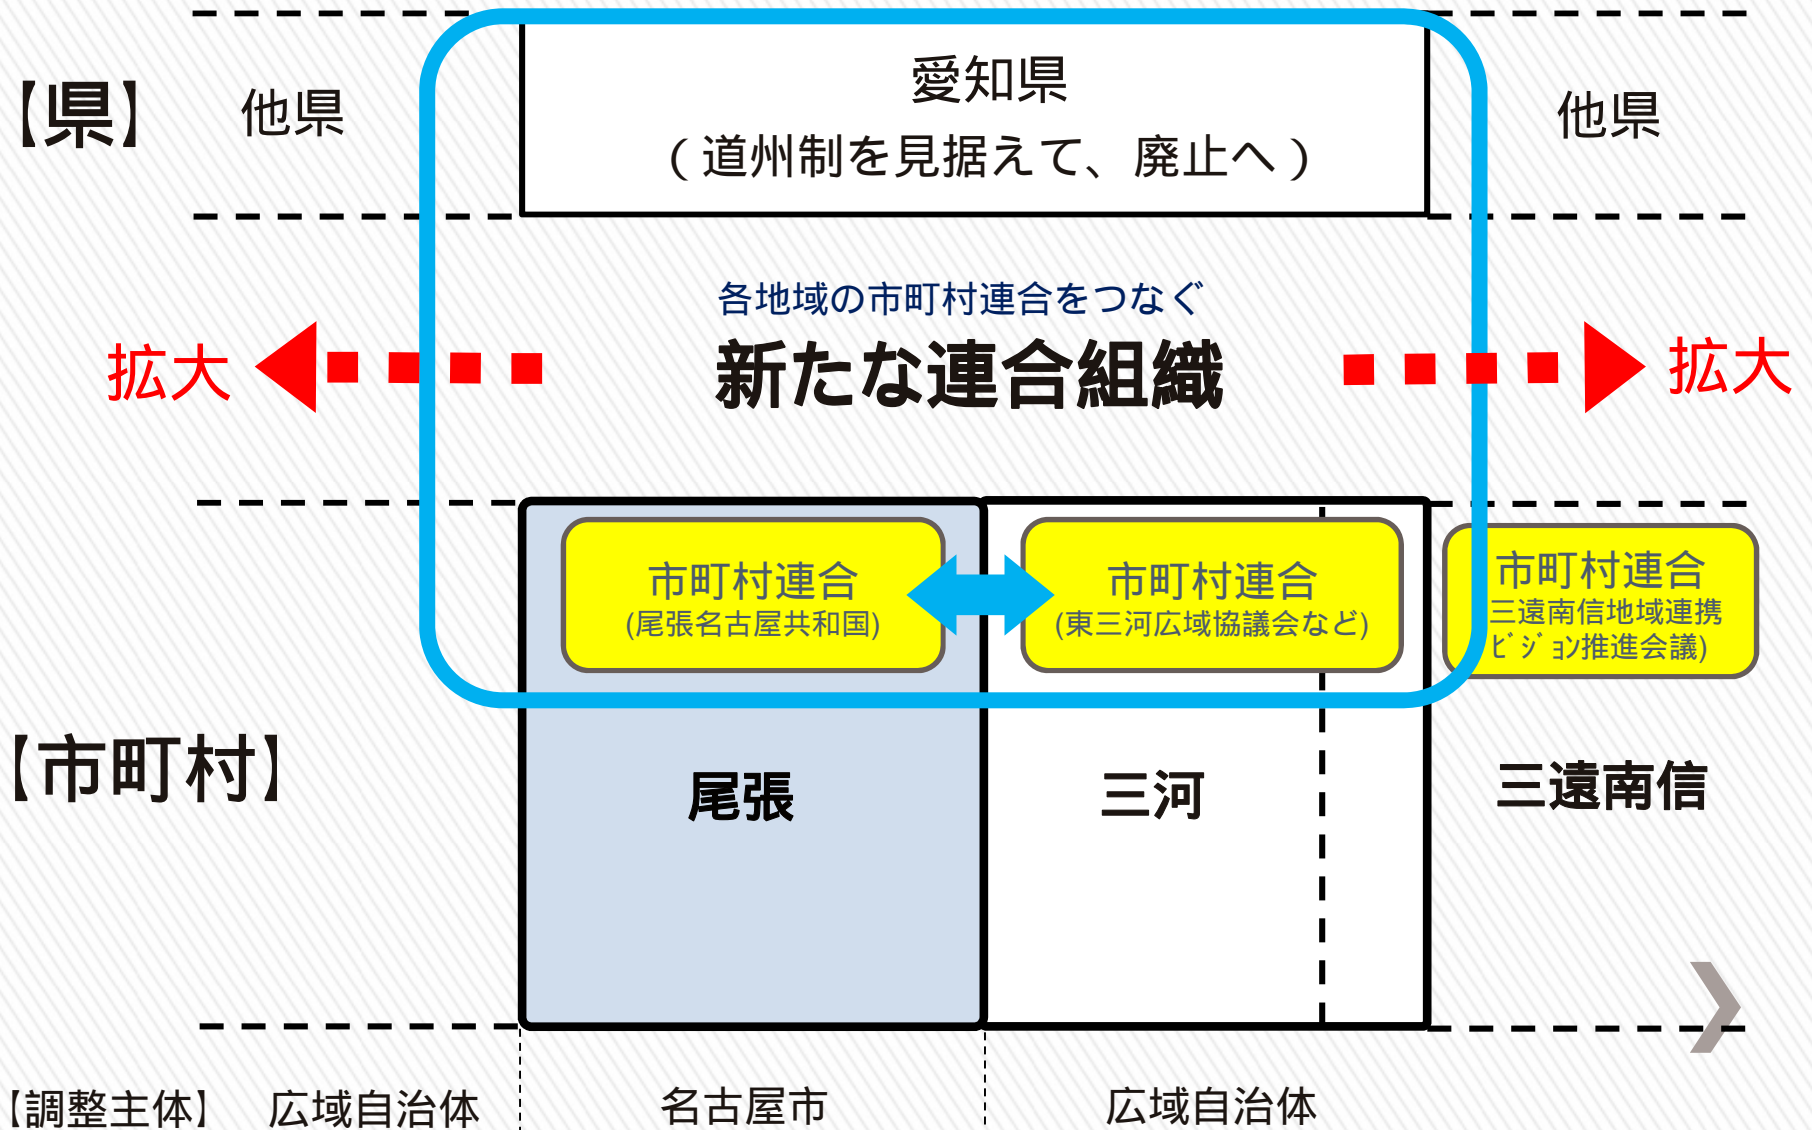 【県】
他県
愛知県
(道州制を見据えて、廃止へ)
他県
各地域の市町村連合をつなぐ
新たな連合組織
拡大
拡大
市町村連合
(尾張名古屋共和国)
市町村連合
(東三河広域協議会など)
市町村連合
三遠南信地域連携
ﾋﾞｼﾞｮﾝ推進会議)
【市町村】
尾張
三河
三遠南信
【調整主体】
広域自治体
名古屋市
広域自治体